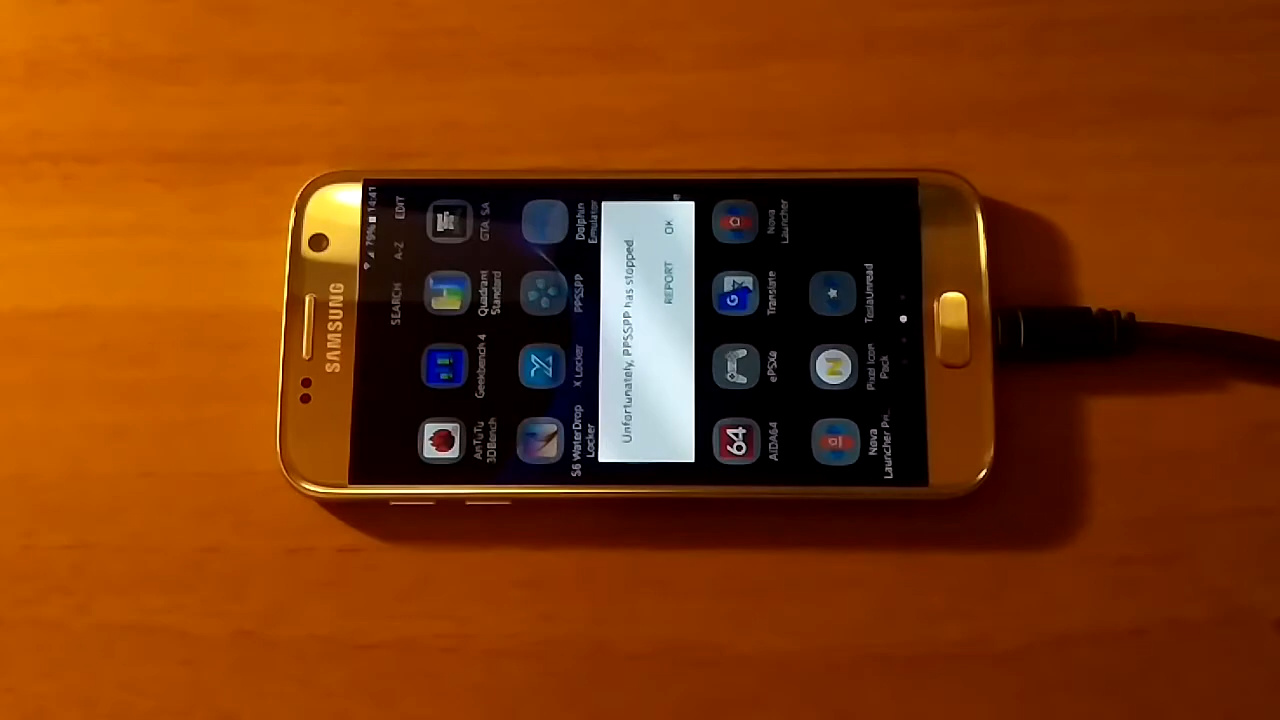 SAMSUNG
79% 14:41
SEARCH A-Z EDIT
AnTuTu
3DBench
Geekbench 4
Quadrant
Standard
GTA: SA
S6 WaterDrop
Locker
X Locker
PPSSPP
Dolphin
Emulator
Unfortunately, PPSSPP has stopped.
REPORT OK
64
AIDA64
ePSXe
G
Translate
Nova
Launcher
Nova
Launcher Pri..
N
Pixel Icon
Pack
TeslaUnread